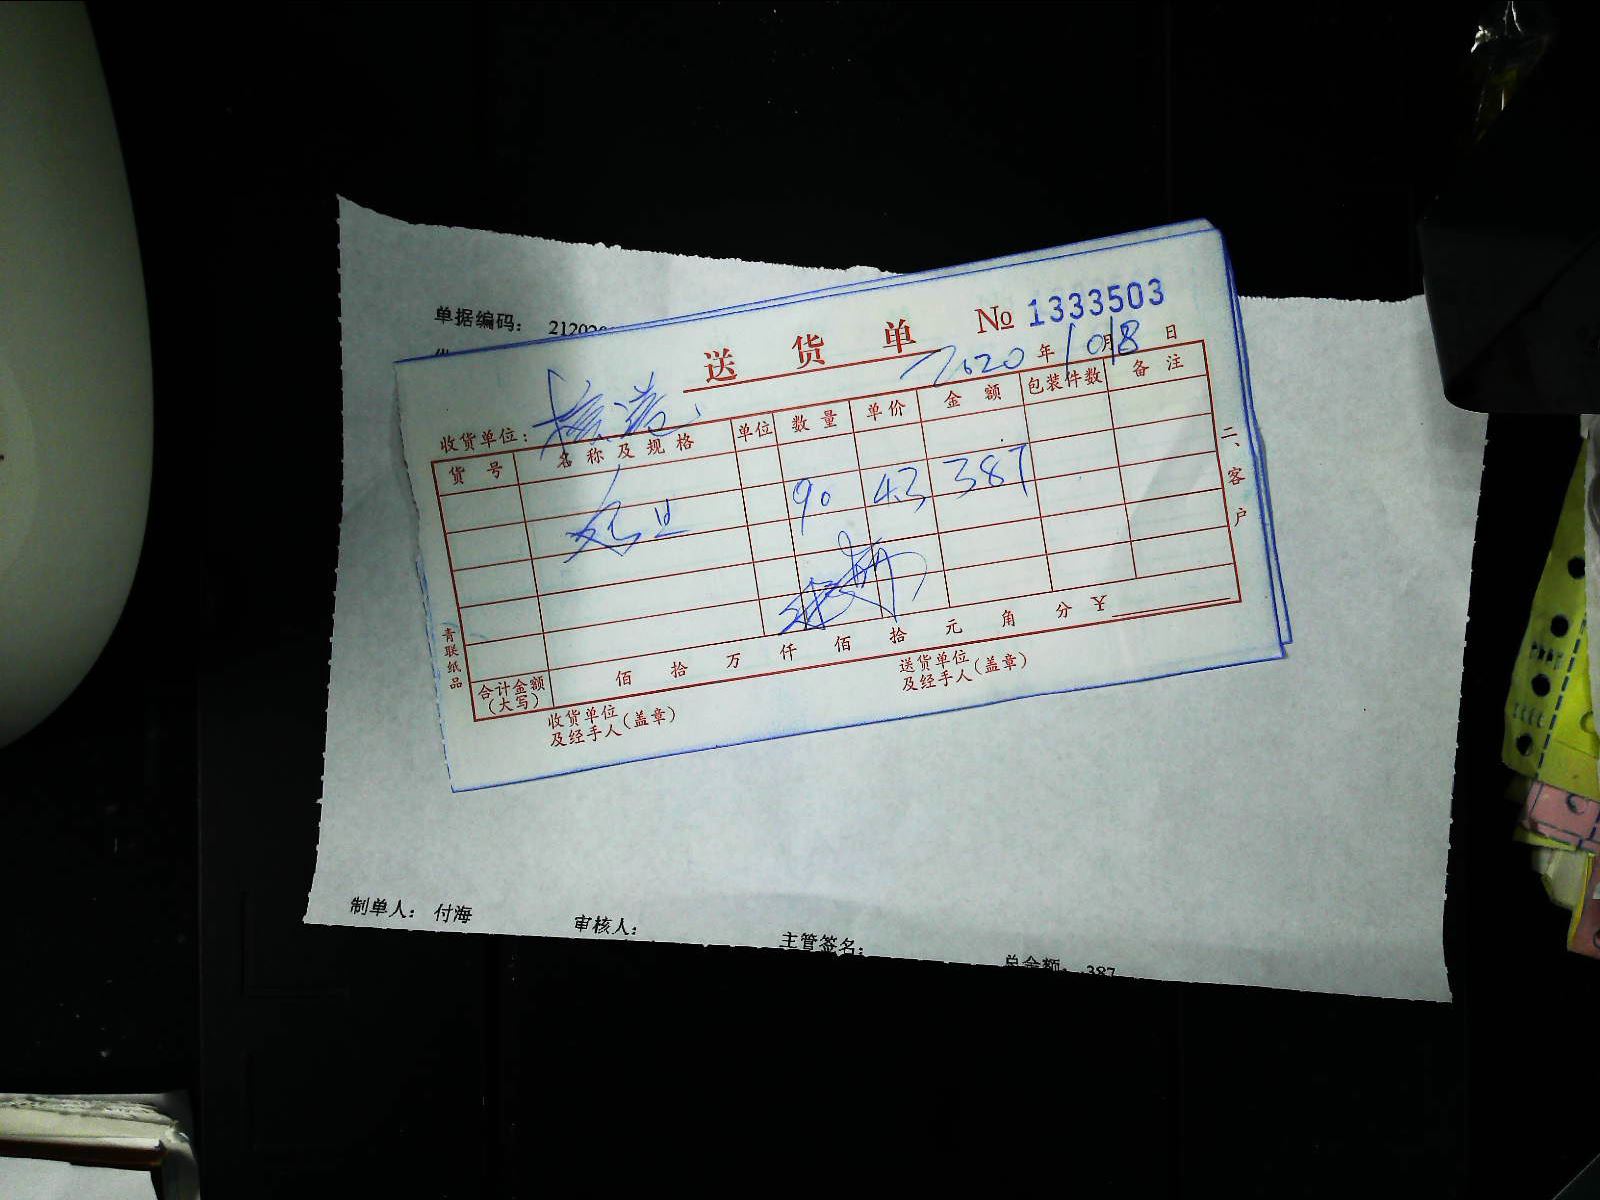 单据编码： 212020
送货单 № 1333503
2020年10月18日
收货单位：
货号 名称及规格 单位 数量 单价 金额 包装件数 备注
90 4.3 387
合计金额（大写） 佰 拾 万 仟 佰 拾 元 角 分 ￥
收货单位及经手人（盖章）
送货单位及经手人（盖章）
二、客户
青联纸品
制单人： 付海 审核人： 主管签名： 总金额： 387